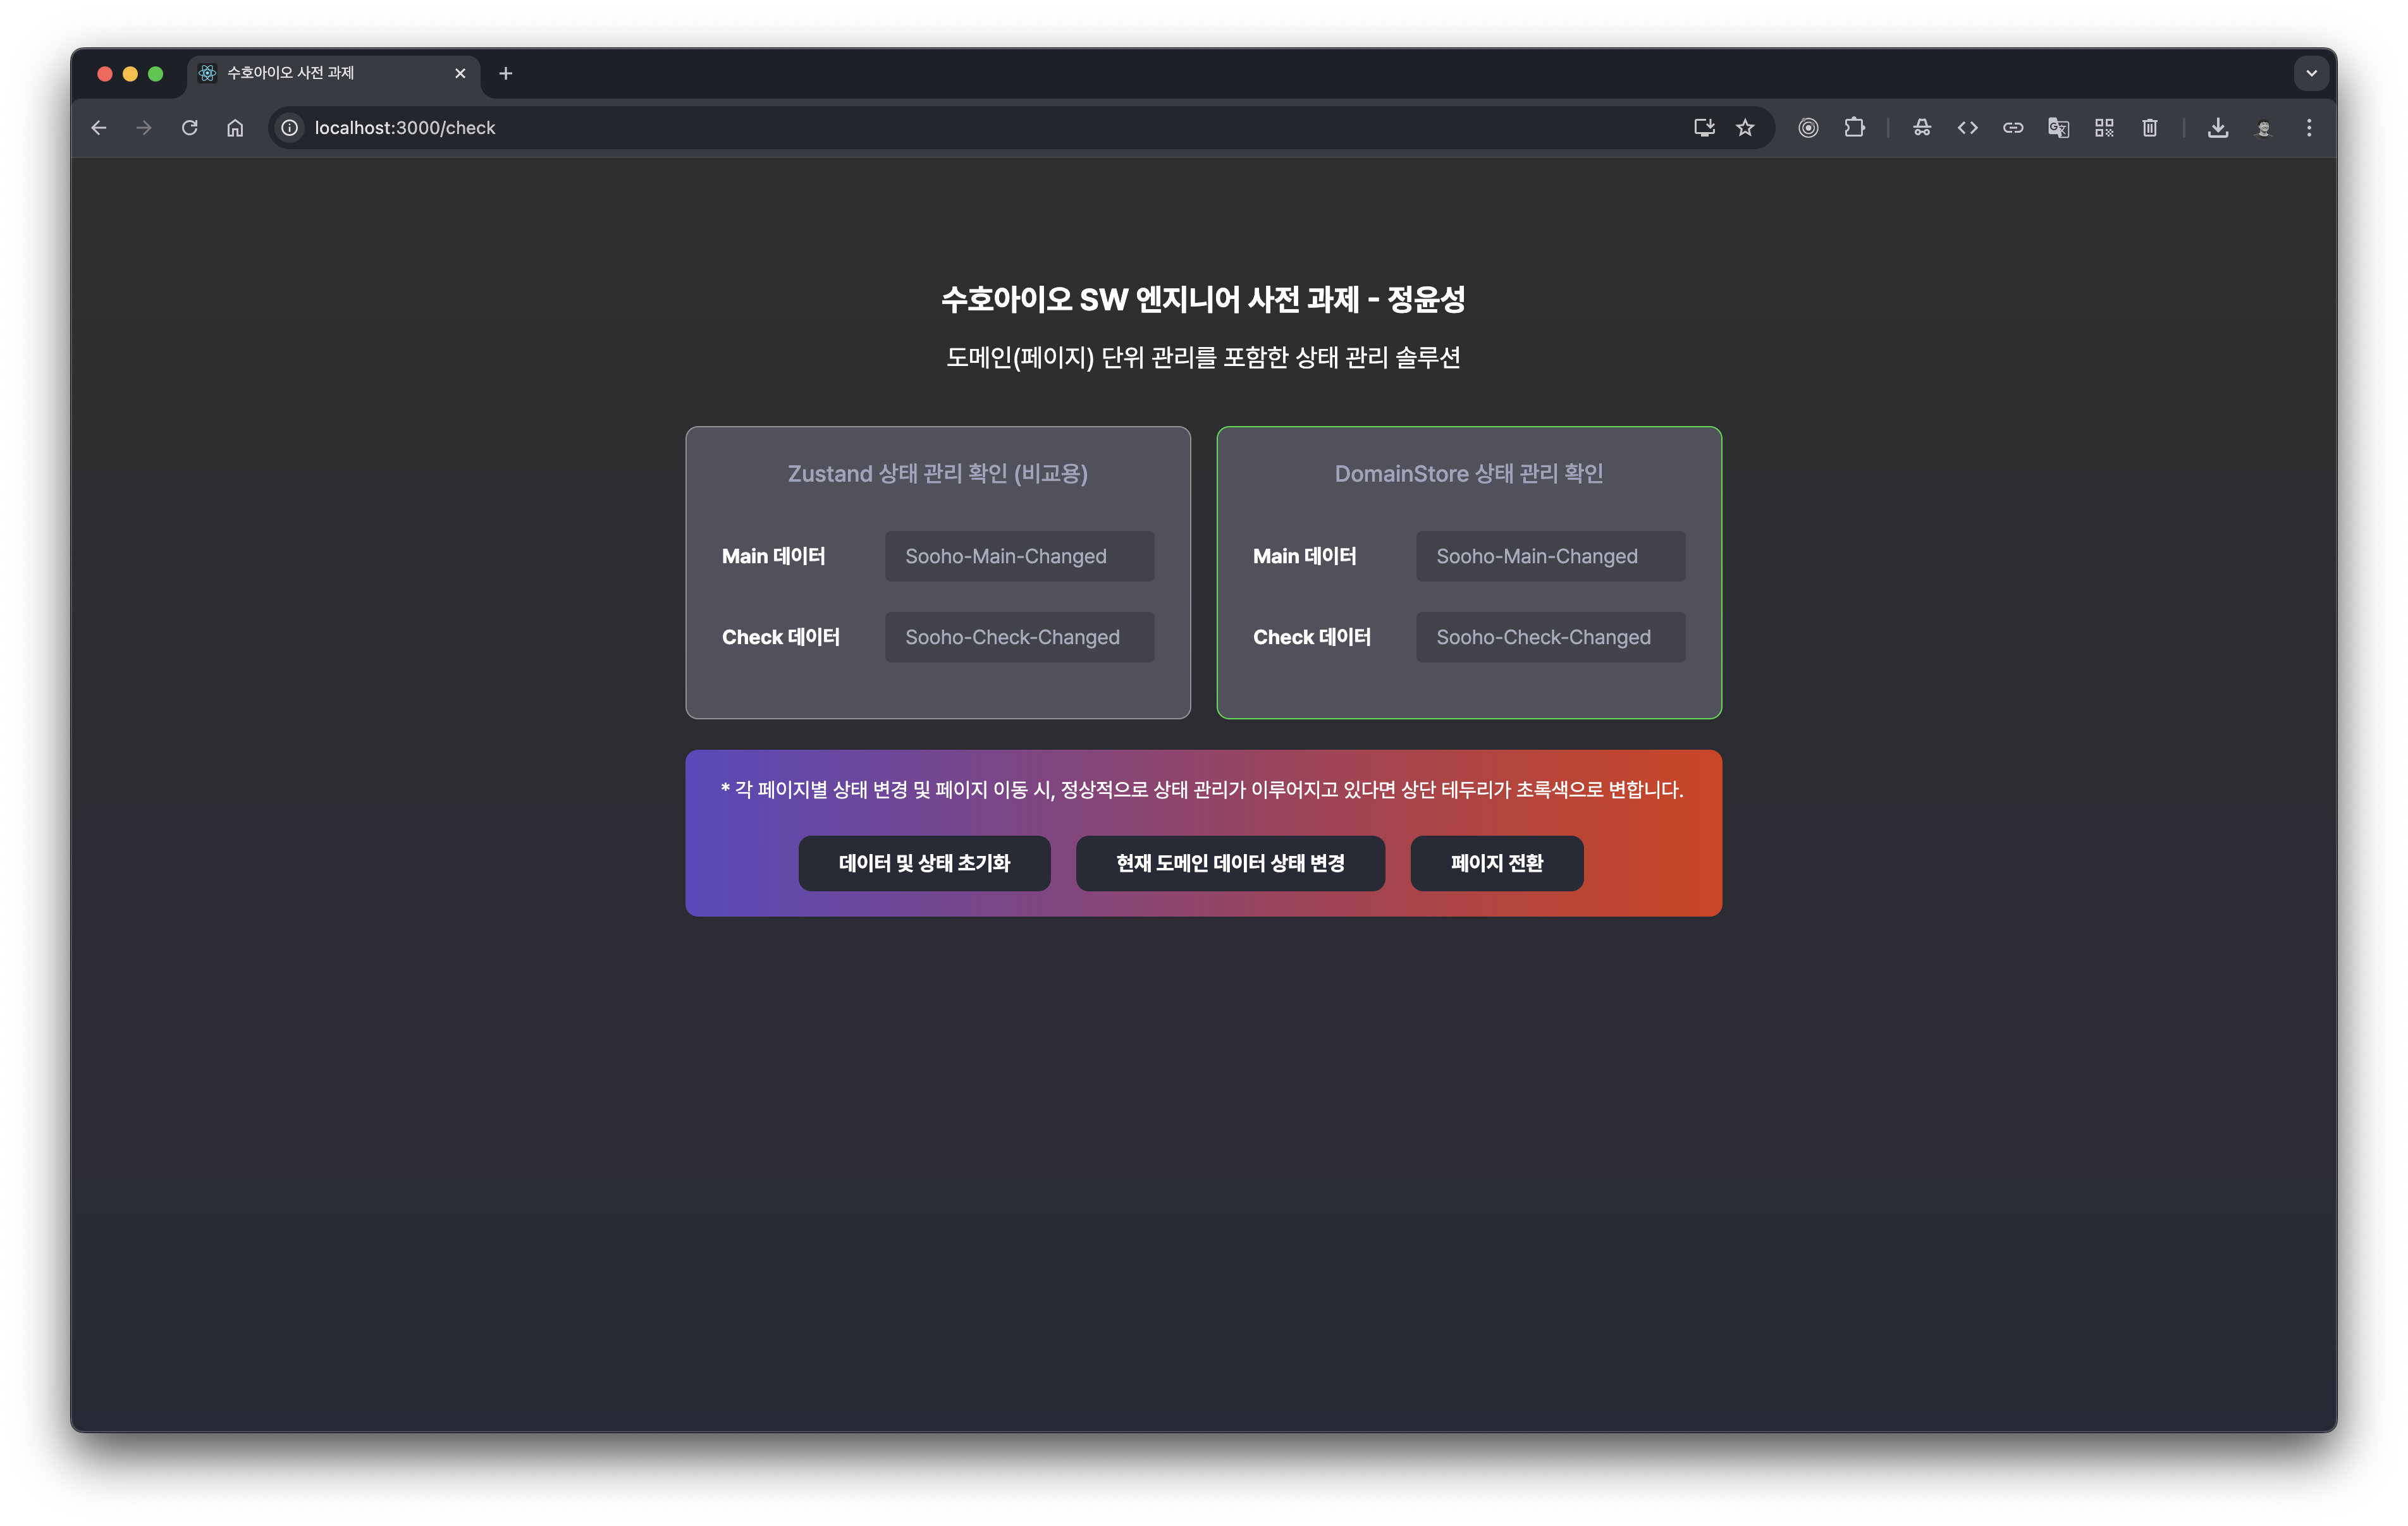 수호아이오 사전 과제
localhost:3000/check
수호아이오 SW 엔지니어 사전 과제 - 정윤성
도메인(페이지) 단위 관리를 포함한 상태 관리 솔루션
Zustand 상태 관리 확인 (비교용)
Main 데이터
Sooho-Main-Changed
Check 데이터
Sooho-Check-Changed
DomainStore 상태 관리 확인
Main 데이터
Sooho-Main-Changed
Check 데이터
Sooho-Check-Changed
* 각 페이지별 상태 변경 및 페이지 이동 시, 정상적으로 상태 관리가 이루어지고 있다면 상단 테두리가 초록색으로 변합니다.
데이터 및 상태 초기화
현재 도메인 데이터 상태 변경
페이지 전환